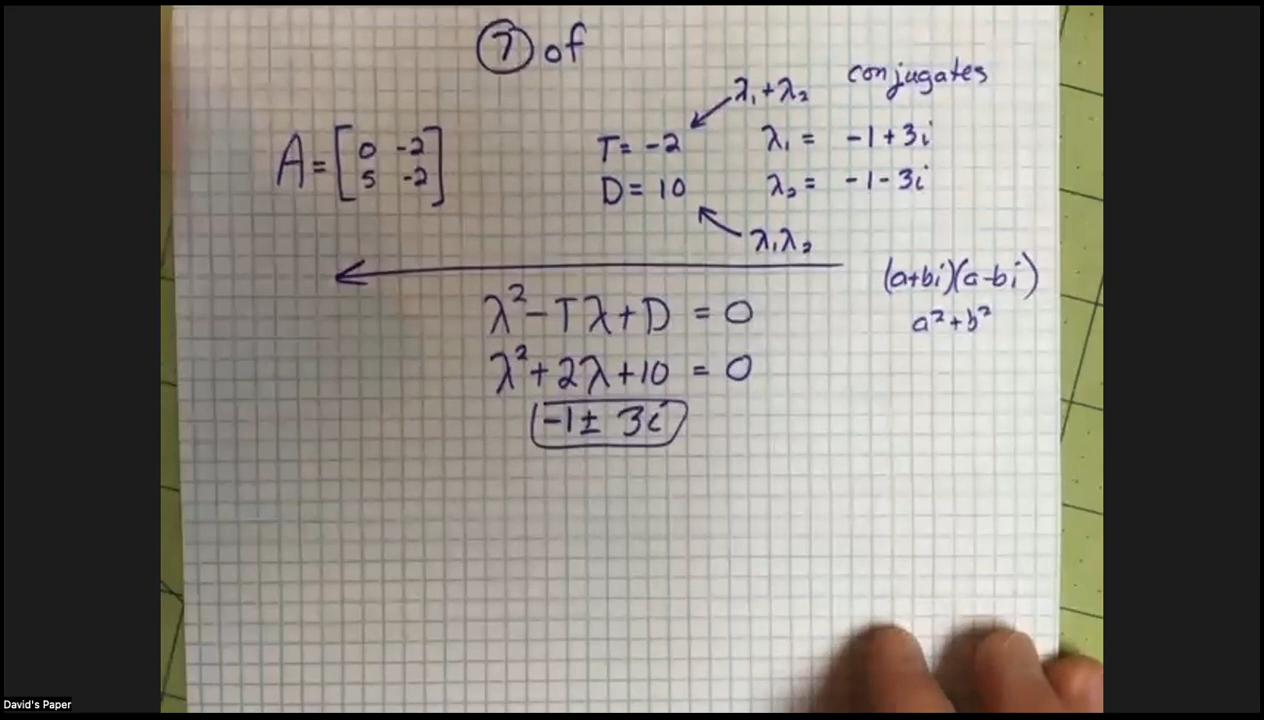 ⑦ of
conjugates
λ₁+λ₂
A = [0 -2
5 -2]
T = -2
D = 10
λ₁ = -1+3i
λ₂ = -1-3i
λ₁λ₂
(a+bi)(a-bi)
a²+b²
λ²-Tλ+D = 0
λ²+2λ+10 = 0
-1± 3i
David's Paper